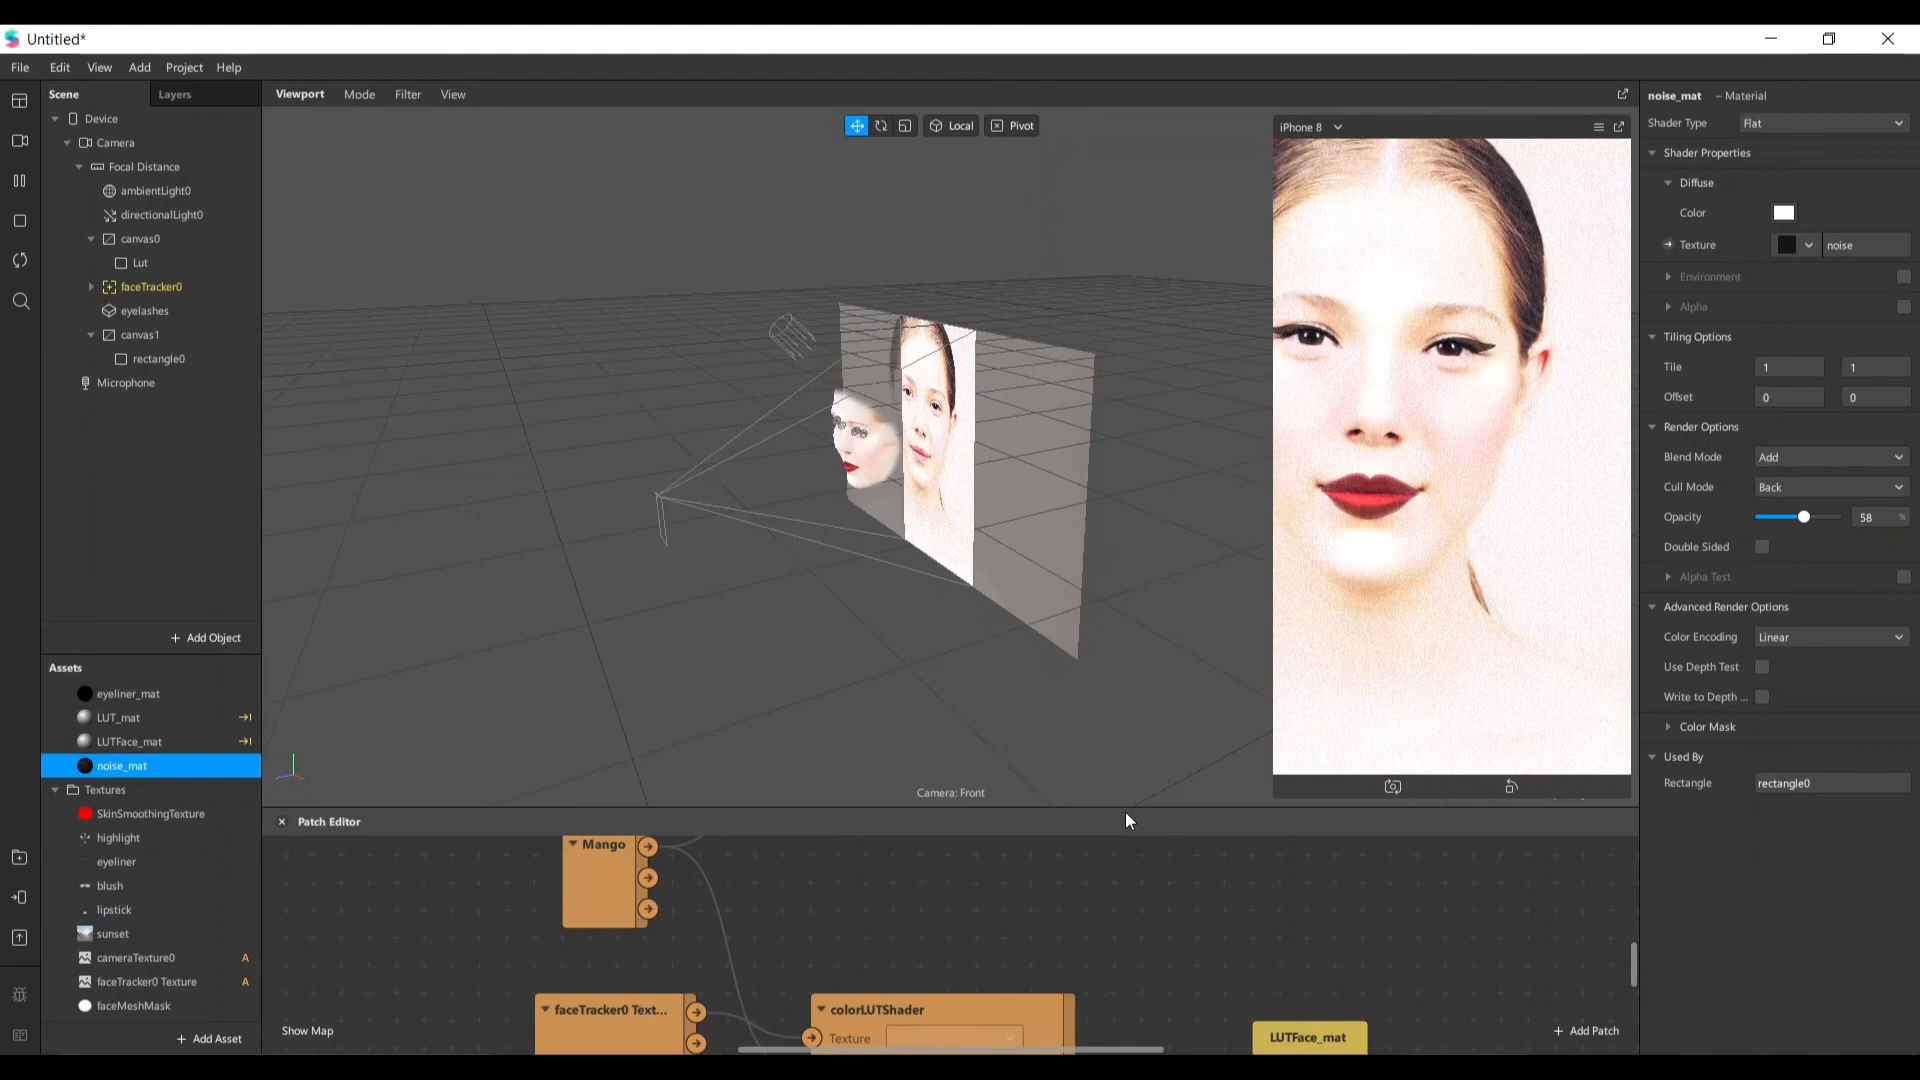 Untitled*
File Edit View Add Project Help
Scene Layers
Device
Camera
Focal Distance
ambientLight0
directionalLight0
canvas0
Lut
faceTracker0
eyelashes
canvas1
rectangle0
Microphone
+ Add Object
Assets
eyeliner_mat
LUT_mat
LUTFace_mat
noise_mat
Textures
SkinSmoothingTexture
highlight
eyeliner
blush
lipstick
sunset
cameraTexture0 A
faceTracker0 Texture A
faceMeshMask
+ Add Asset
Viewport Mode Filter View
Local Pivot
iPhone 8
Camera: Front
Patch Editor
Mango
faceTracker0 Text...
colorLUTShader
Texture
LUTFace_mat
Show Map
+ Add Patch
noise_mat – Material
Shader Type Flat
Shader Properties
Diffuse
Color
Texture noise
Environment
Alpha
Tiling Options
Tile 1 1
Offset 0 0
Render Options
Blend Mode Add
Cull Mode Back
Opacity 58 %
Double Sided
Alpha Test
Advanced Render Options
Color Encoding Linear
Use Depth Test
Write to Depth ...
Color Mask
Used By
Rectangle rectangle0